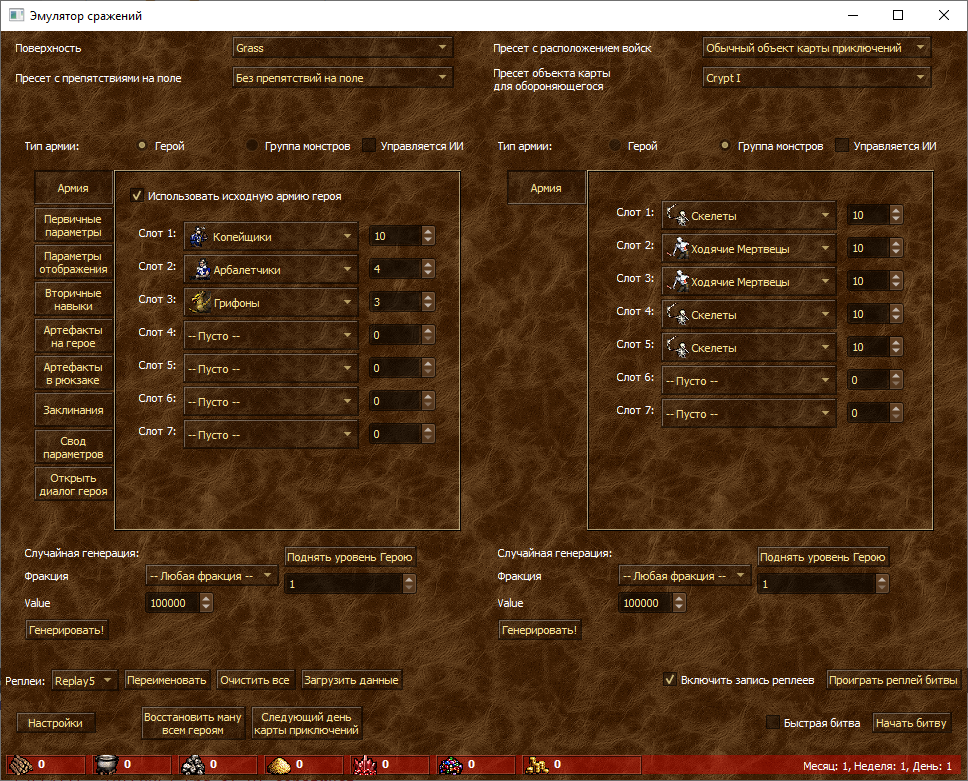 Эмулятор сражений
Поверхность
Grass
Пресет с расположением войск
Обычный объект карты приключений
Пресет с препятствиями на поле
Без препятствий на поле
Пресет объекта карты
для обороняющегося
Crypt I
Тип армии:
Герой
Группа монстров
Управляется ИИ
Тип армии:
Герой
Группа монстров
Управляется ИИ
Армия
Первичные
параметры
Параметры
отображения
Вторичные
навыки
Артефакты
на герое
Артефакты
в рюкзаке
Заклинания
Свод
параметров
Открыть
диалог героя
Использовать исходную армию героя
Слот 1:
Копейщики
10
Слот 2:
Арбалетчики
4
Слот 3:
Грифоны
3
Слот 4:
-- Пусто --
0
Слот 5:
-- Пусто --
0
Слот 6:
-- Пусто --
0
Слот 7:
-- Пусто --
0
Армия
Слот 1:
Скелеты
10
Слот 2:
Ходячие Мертвецы
10
Слот 3:
Ходячие Мертвецы
10
Слот 4:
Скелеты
10
Слот 5:
Скелеты
10
Слот 6:
-- Пусто --
0
Слот 7:
-- Пусто --
0
Случайная генерация:
Поднять уровень Герою
Фракция
-- Любая фракция --
1
Value
100000
Генерировать!
Случайная генерация:
Поднять уровень Герою
Фракция
-- Любая фракция --
1
Value
100000
Генерировать!
Реплеи:
Replay5
Переименовать
Очистить все
Загрузить данные
Включить запись реплеев
Проиграть реплей битвы
Настройки
Восстановить ману
всем героям
Следующий день
карты приключений
Быстрая битва
Начать битву
0
0
0
0
0
0
0
Месяц: 1, Неделя: 1, День: 1